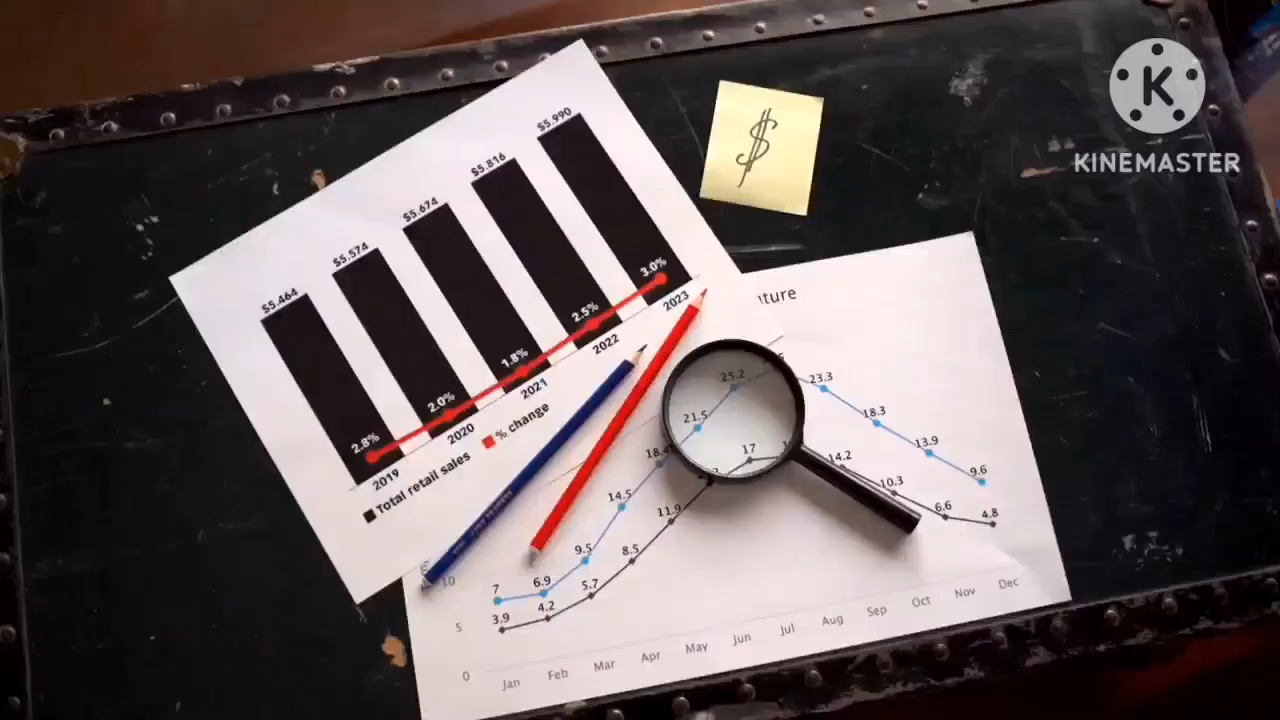 K
KINEMASTER
$
$5.990
$5.816
$5.674
$5.574
$5.464
3.0%
2.5%
1.8%
2.0%
2.8%
2019
2020
2021
2022
2023
Total retail sales
% change
25.2
23.3
21.5
18.3
18.4
17
14.2
13.9
14.5
11.9
10.3
9.6
9.5
8.5
6.6
4.8
7
6.9
5.7
3.9
4.2
10
5
0
Jan
Feb
Mar
Apr
May
Jun
Jul
Aug
Sep
Oct
Nov
Dec